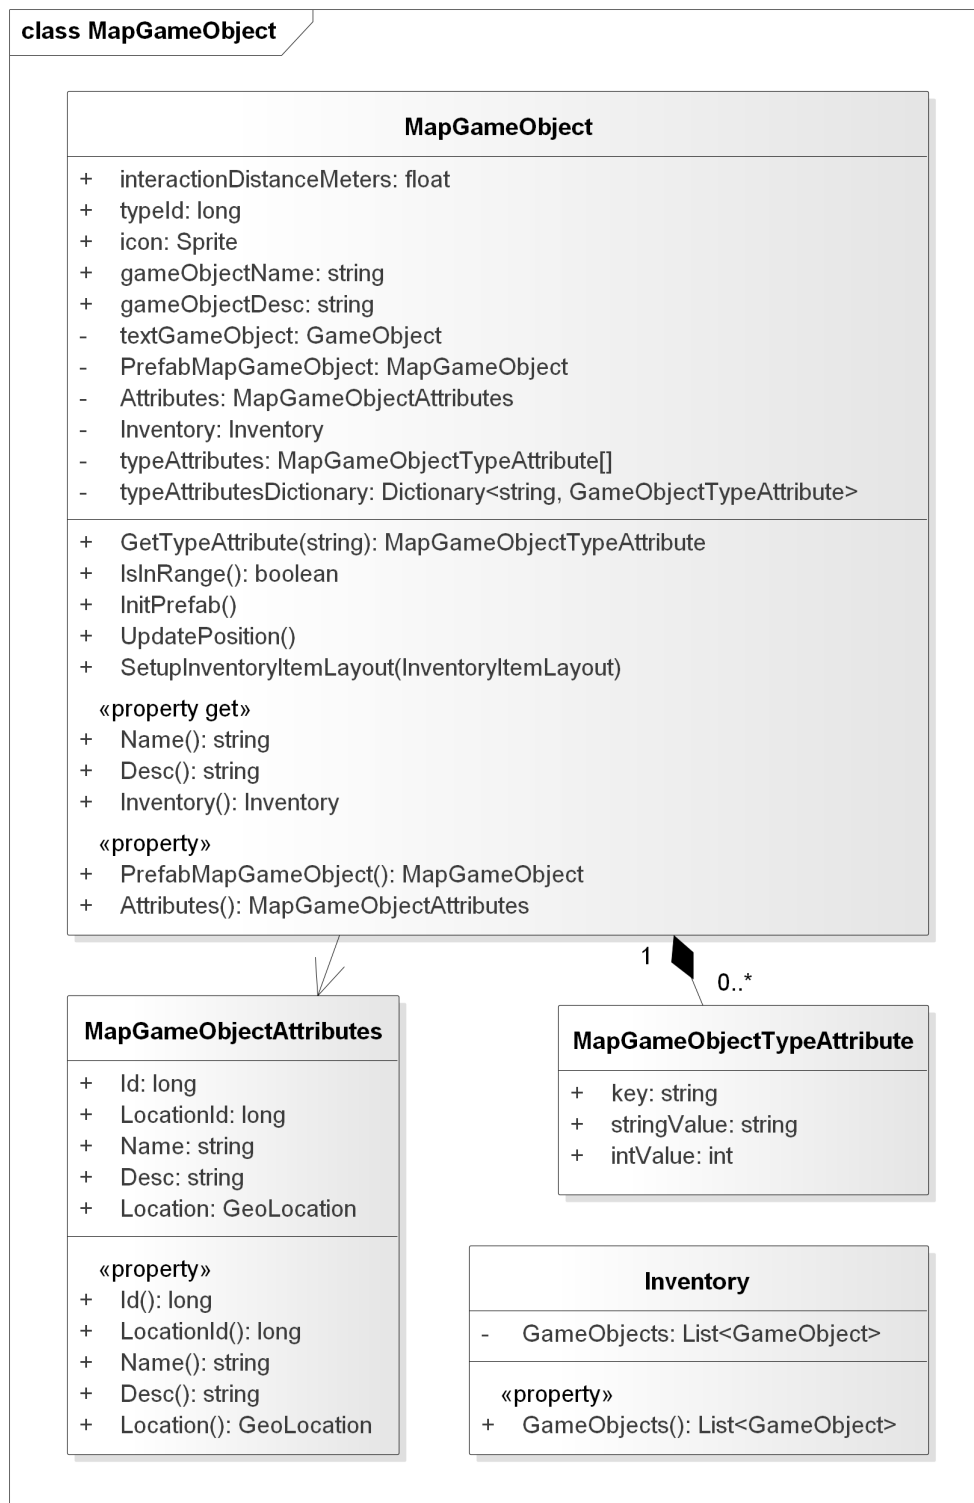 class MapGameObject
MapGameObject
+ interactionDistanceMeters: float
+ typeId: long
+ icon: Sprite
+ gameObjectName: string
+ gameObjectDesc: string
- textGameObject: GameObject
- PrefabMapGameObject: MapGameObject
- Attributes: MapGameObjectAttributes
- Inventory: Inventory
- typeAttributes: MapGameObjectTypeAttribute[]
- typeAttributesDictionary: Dictionary<string, GameObjectTypeAttribute>
+ GetTypeAttribute(string): MapGameObjectTypeAttribute
+ IsInRange(): boolean
+ InitPrefab()
+ UpdatePosition()
+ SetupInventoryItemLayout(InventoryItemLayout)
«property get»
+ Name(): string
+ Desc(): string
+ Inventory(): Inventory
«property»
+ PrefabMapGameObject(): MapGameObject
+ Attributes(): MapGameObjectAttributes
1
0..*
MapGameObjectAttributes
+ Id: long
+ LocationId: long
+ Name: string
+ Desc: string
+ Location: GeoLocation
«property»
+ Id(): long
+ LocationId(): long
+ Name(): string
+ Desc(): string
+ Location(): GeoLocation
MapGameObjectTypeAttribute
+ key: string
+ stringValue: string
+ intValue: int
Inventory
- GameObjects: List<GameObject>
«property»
+ GameObjects(): List<GameObject>